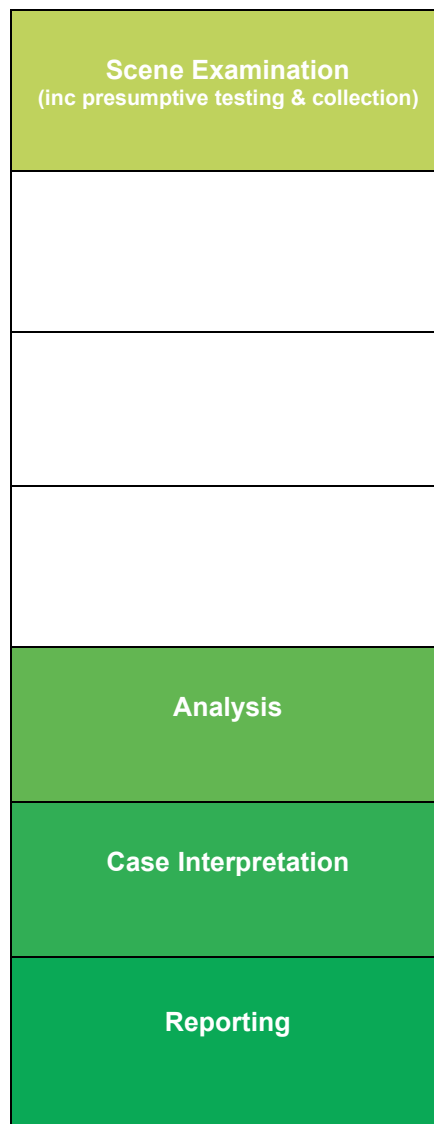 Scene Examination
(inc presumptive testing & collection)
Analysis
Case Interpretation
Reporting